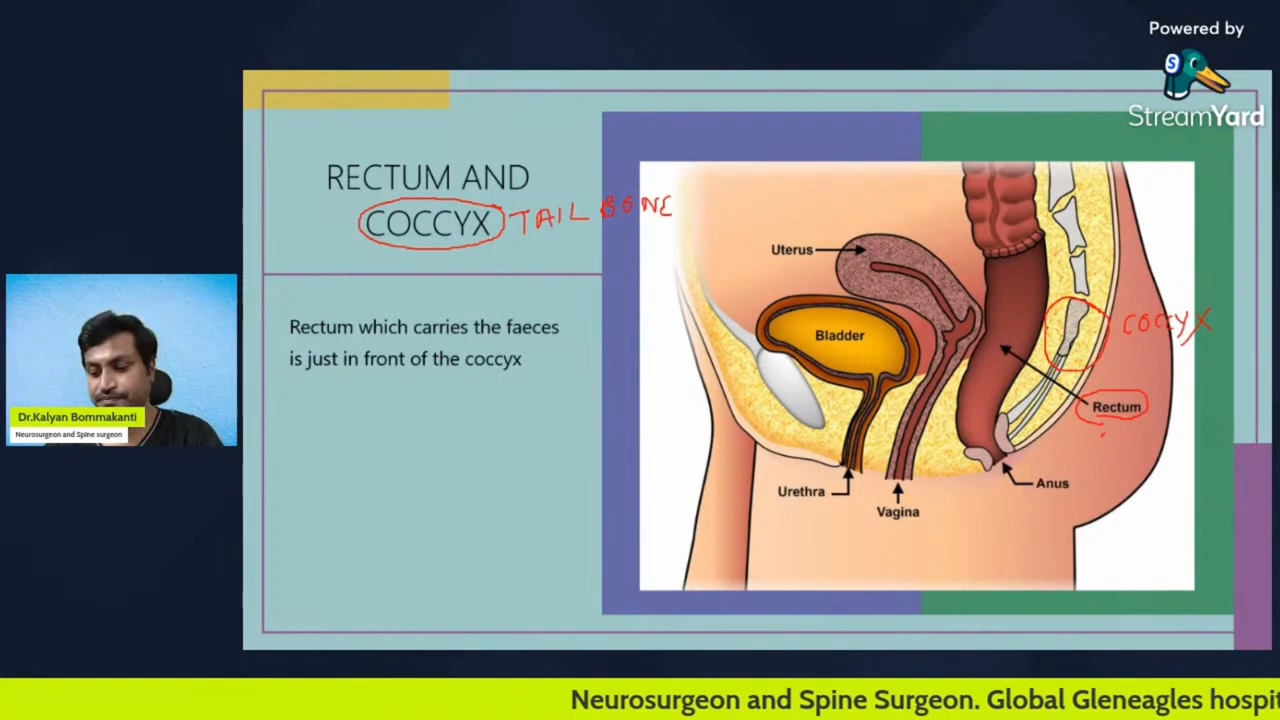 Powered by
StreamYard
RECTUM AND
COCCYX TAIL BONE
Rectum which carries the faeces
is just in front of the coccyx
Uterus
Bladder
COCCYX
Rectum
Anus
Urethra
Vagina
Dr.Kalyan Bommakanti
Neurosurgeon and Spine surgeon
Neurosurgeon and Spine Surgeon. Global Gleneagles hospit